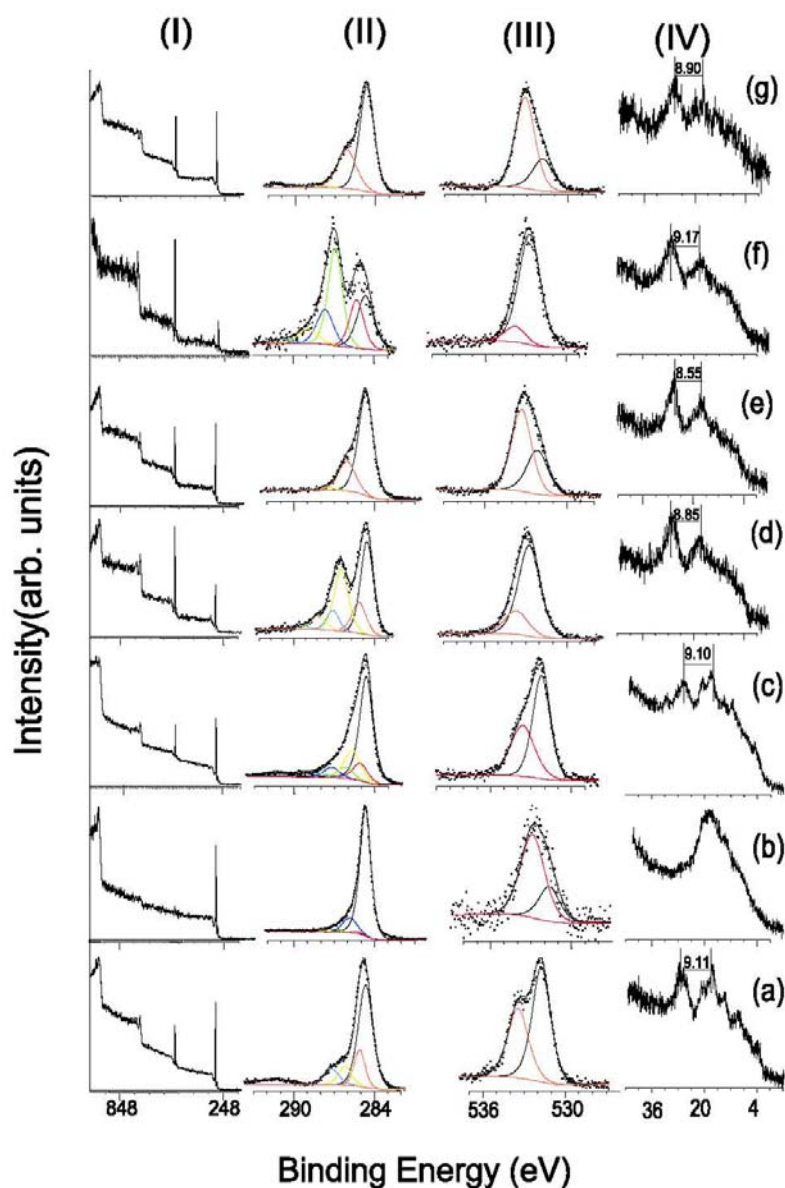 (I) (II) (III) (IV)
8.90
(g)
9.17
(f)
8.55
(e)
8.85
(d)
9.10
(c)
(b)
9.11
(a)
Intensity(arb. units)
848 248 290 284 536 530 36 20 4
Binding Energy (eV)